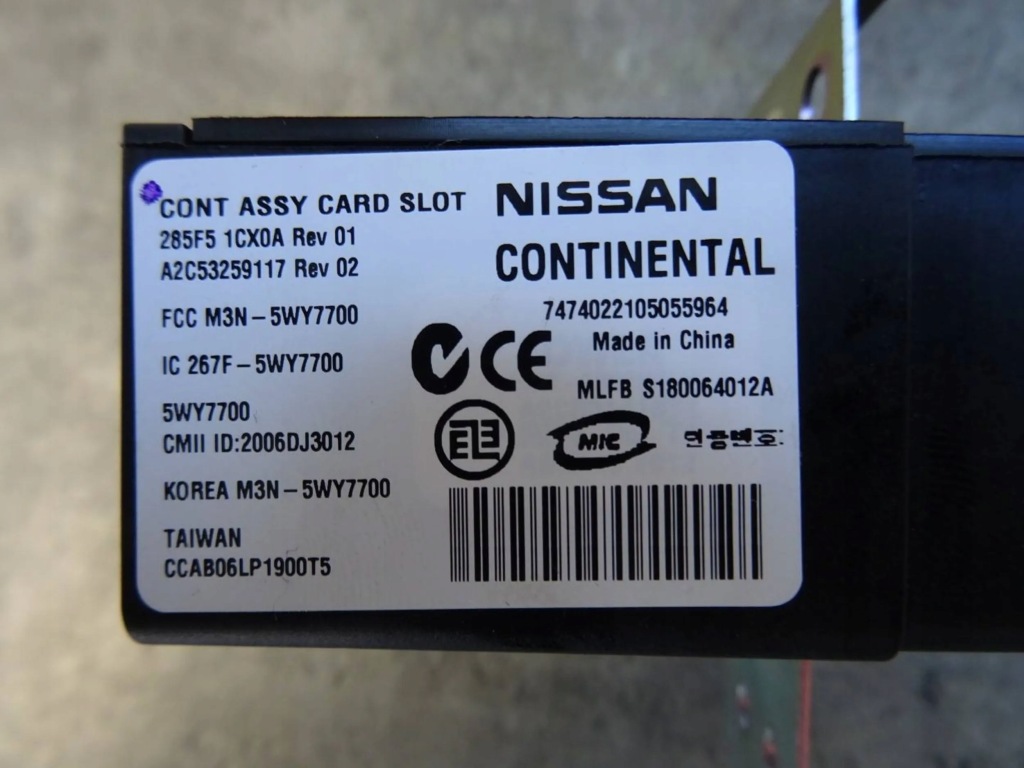 CONT ASSY CARD SLOT
285F5 1CX0A Rev 01
A2C53259117 Rev 02
FCC M3N-5WY7700
IC 267F-5WY7700
5WY7700
CMII ID:2006DJ3012
KOREA M3N-5WY7700
TAIWAN
CCAB06LP1900T5
NISSAN
CONTINENTAL
7474022105055964
Made in China
CE
MLFB S180064012A
MIC